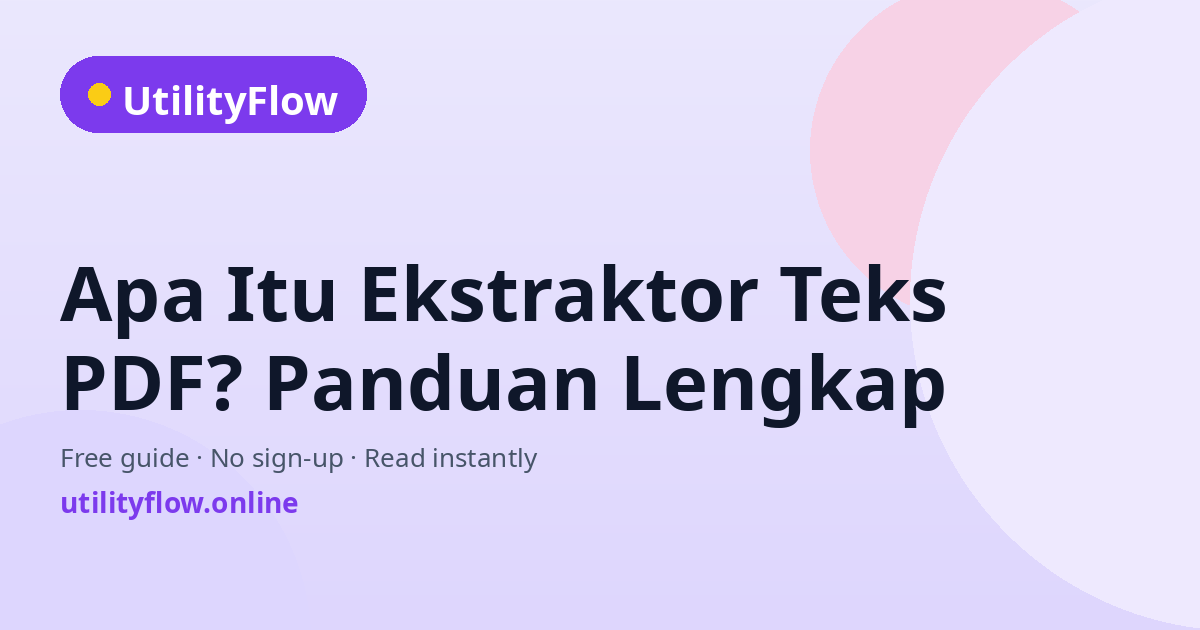 UtilityFlow
Apa Itu Ekstraktor Teks
PDF? Panduan Lengkap
Free guide · No sign-up · Read instantly
utilityflow.online